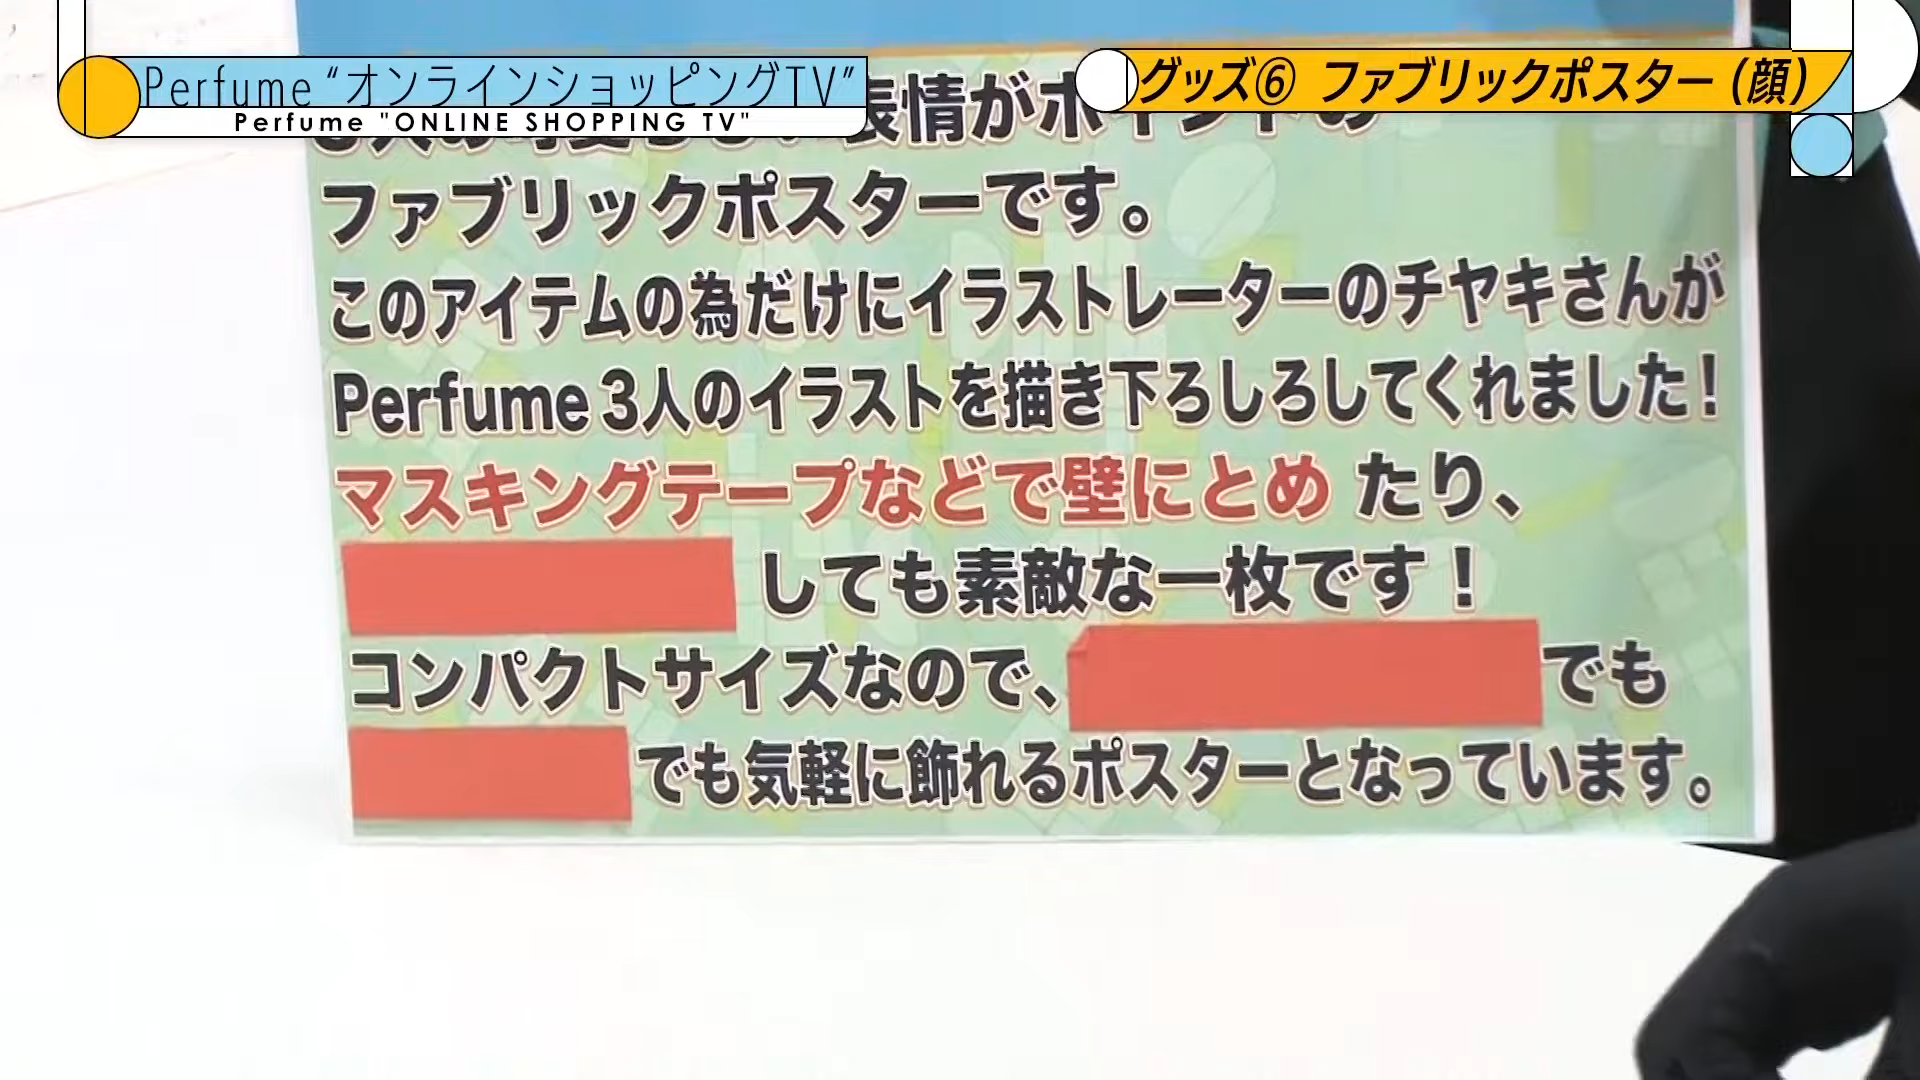 Perfume “オンラインショッピングTV”
Perfume "ONLINE SHOPPING TV"
グッズ⑥ ファブリックポスター (顔)
表情がポイントの
ファブリックポスターです。
このアイテムの為だけにイラストレーターのチヤキさんが
Perfume 3人のイラストを描き下ろしろしてくれました!
マスキングテープなどで壁にとめ たり、
しても素敵な一枚です!
コンパクトサイズなので、 でも
でも気軽に飾れるポスターとなっています。